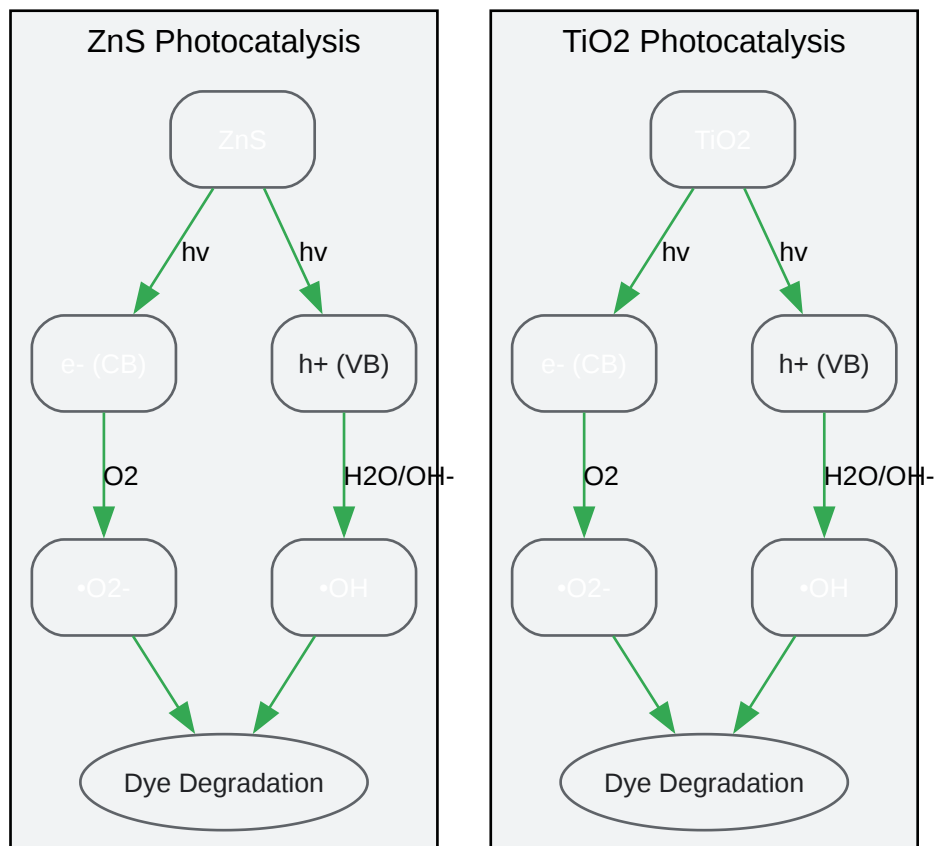 ZnS Photocatalysis
ZnS
hv
hv
e- (CB)
h+ (VB)
O2
H2O/OH-
•O2-
•OH
Dye Degradation
TiO2 Photocatalysis
TiO2
hv
hv
e- (CB)
h+ (VB)
O2
H2O/OH-
•O2-
•OH
Dye Degradation